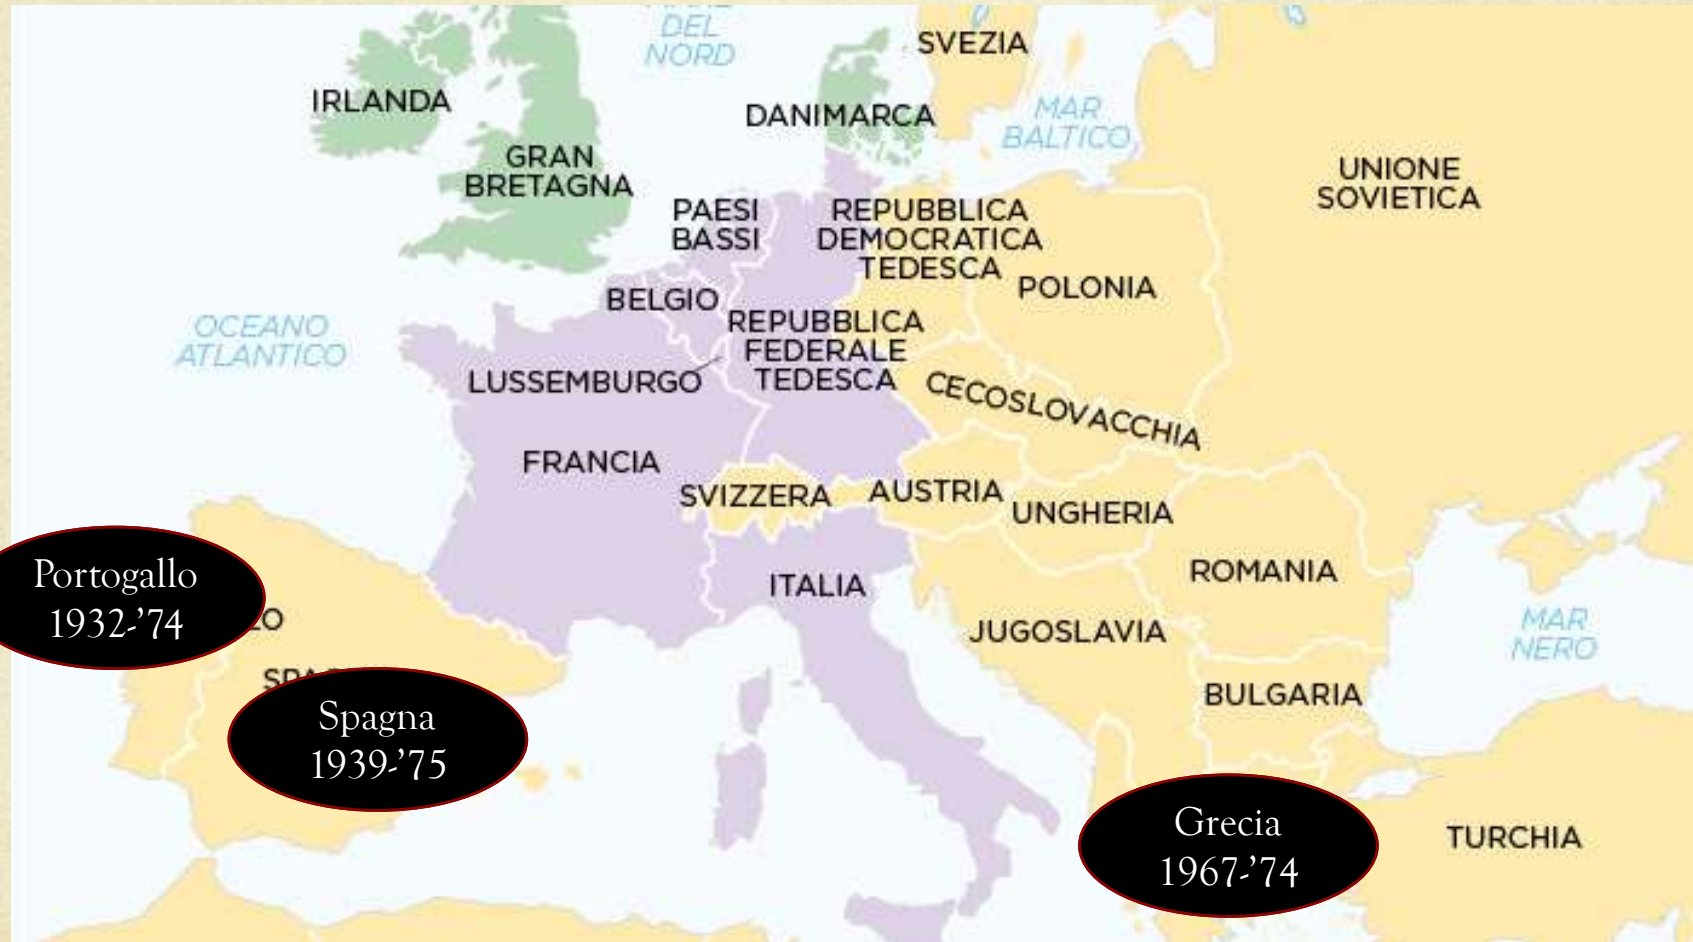 DEL
NORD
SVEZIA
IRLANDA
DANIMARCA
MAR
BALTICO
GRAN
BRETAGNA
UNIONE
SOVIETICA
PAESI
BASSI
REPUBBLICA
DEMOCRATICA
TEDESCA
POLONIA
BELGIO
OCEANO
ATLANTICO
REPUBBLICA
FEDERALE
TEDESCA
LUSSEMBURGO
CECOSLOVACCHIA
FRANCIA
SVIZZERA
AUSTRIA
UNGHERIA
Portogallo
1932-'74
ITALIA
ROMANIA
JUGOSLAVIA
MAR
NERO
Spagna
1939-'75
BULGARIA
Grecia
1967-'74
TURCHIA